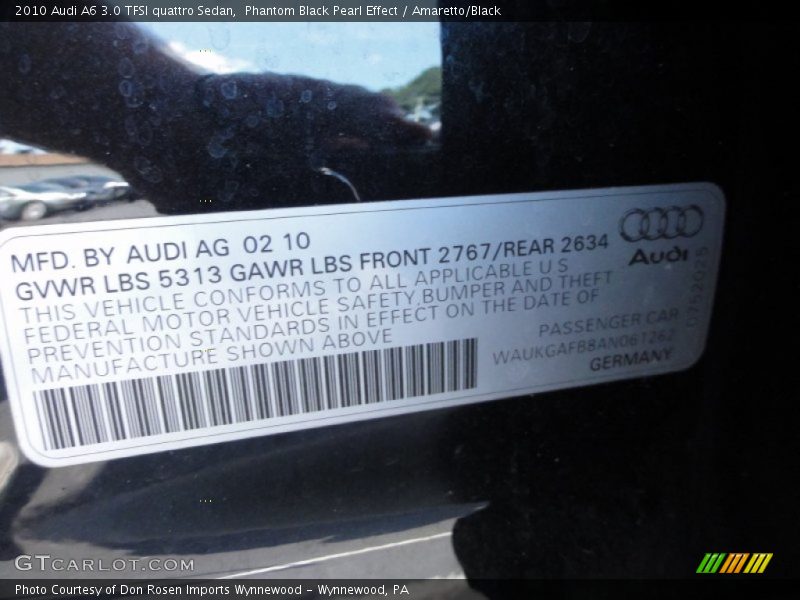 2010 Audi A6 3.0 TFSI quattro Sedan,  Phantom Black Pearl Effect / Amaretto/Black
MFD. BY AUDI AG 02 10
GVWR LBS 5313 GAWR LBS FRONT 2767/REAR 2634
THIS VEHICLE CONFORMS TO ALL APPLICABLE U S
FEDERAL MOTOR VEHICLE SAFETY, BUMPER AND THEFT
PREVENTION STANDARDS IN EFFECT ON THE DATE OF
MANUFACTURE SHOWN ABOVE
Audi
PASSENGER CAR
WAUKGAFB8AN061262
GERMANY
GTCARLOT.COM
Photo Courtesy of Don Rosen Imports Wynnewood - Wynnewood, PA